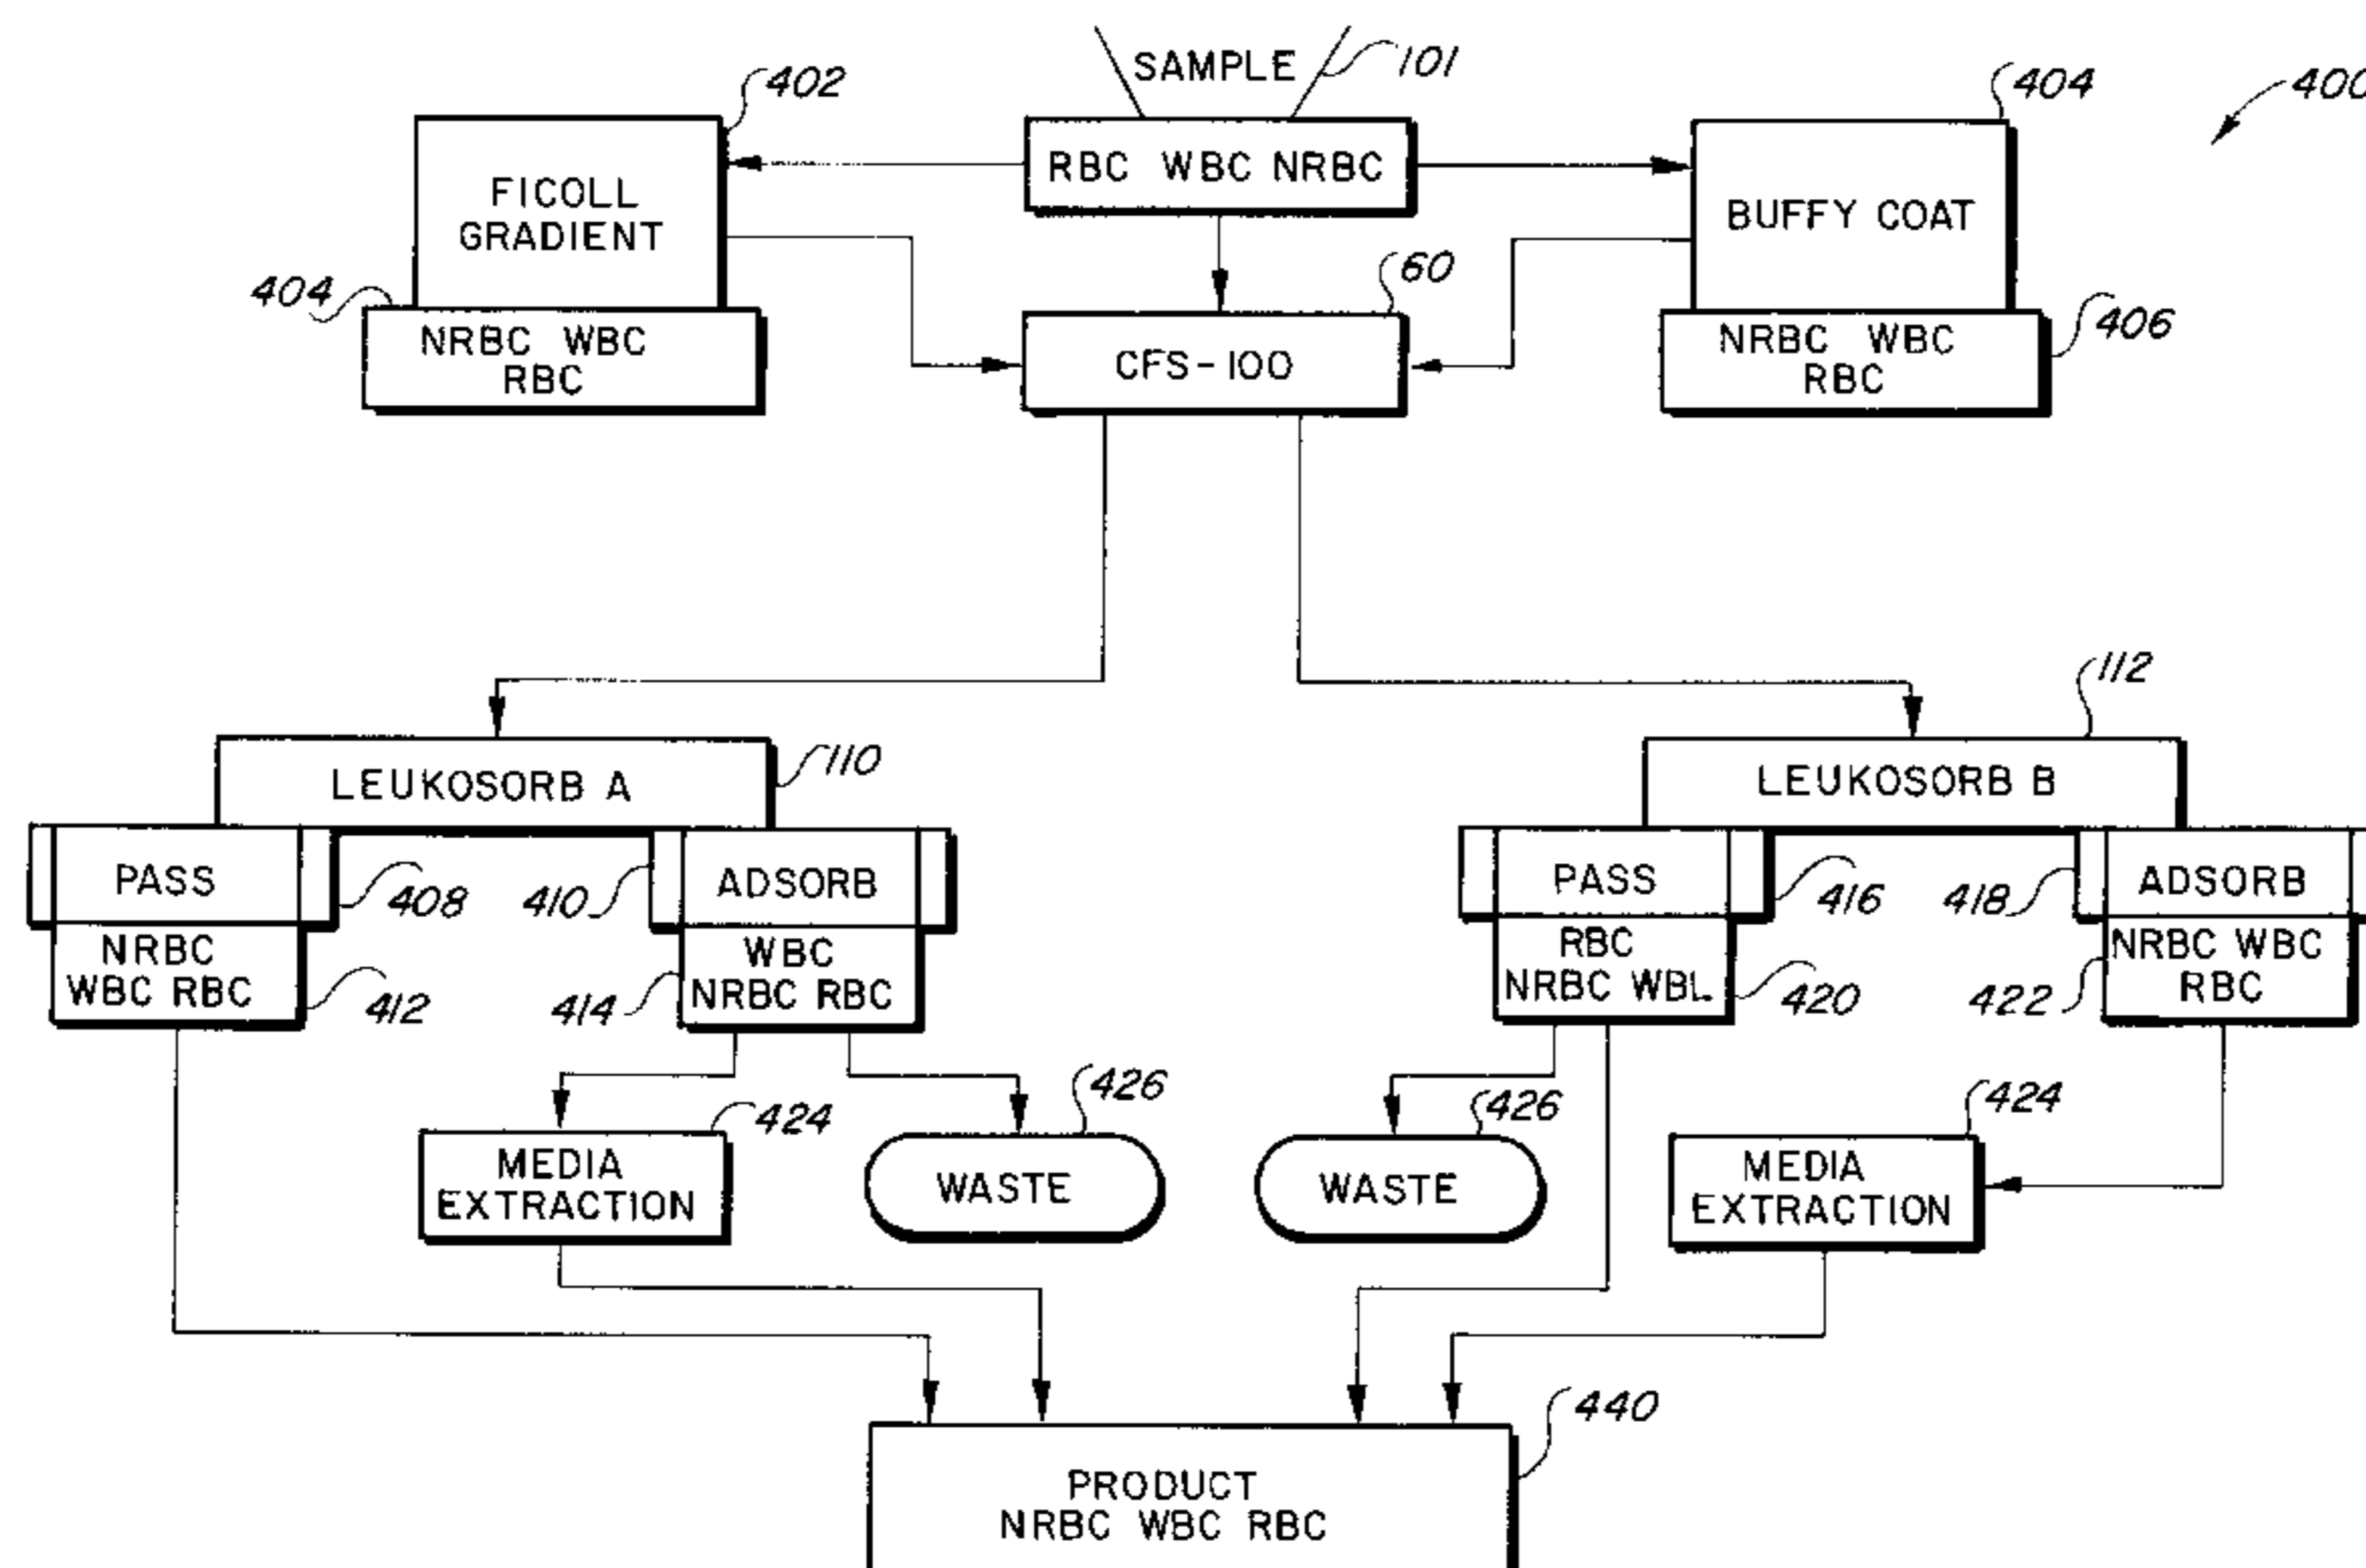 SAMPLE
101
402
404
400
RBC WBC NRBC
FICOLL
GRADIENT
BUFFY COAT
404
60
406
NRBC WBC
RBC
CFS-100
NRBC WBC
RBC
112
110
LEUKOSORB A
LEUKOSORB B
PASS
408
410
ADSORB
PASS
416
418
ADSORB
NRBC
WBC RBC
412
414
WBC
NRBC RBC
RBC
NRBC WBL
420
422
NRBC WBC
RBC
424
426
426
424
MEDIA
EXTRACTION
WASTE
WASTE
MEDIA
EXTRACTION
440
PRODUCT
NRBC WBC RBC